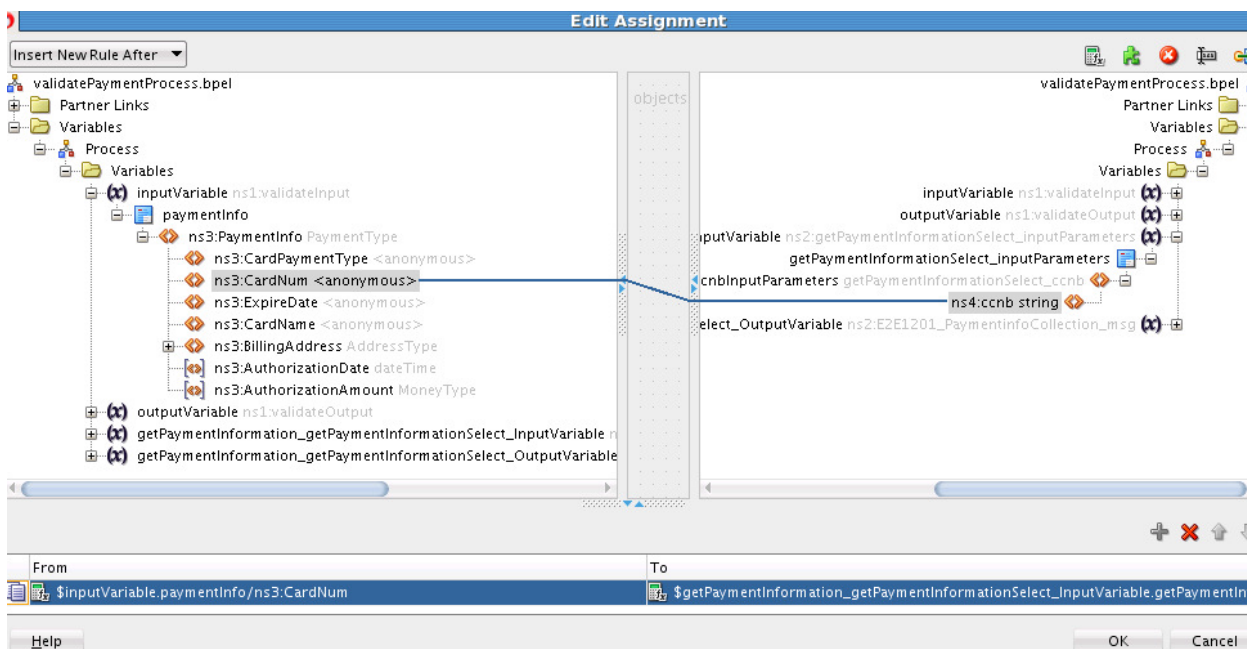 Edit Assignment
Insert New Rule After
validatePaymentProcess.bpel
Partner Links
Variables
Process
Variables
inputVariable ns1:validateInput
paymentInfo
ns3:PaymentInfo PaymentType
ns3:CardPaymentType <anonymous>
ns3:CardNum <anonymous>
ns3:ExpireDate <anonymous>
ns3:CardName <anonymous>
ns3:BillingAddress AddressType
ns3:AuthorizationDate dateTime
ns3:AuthorizationAmount MoneyType
outputVariable ns1:validateOutput
getPaymentInformation_getPaymentInformationSelect_InputVariable n
getPaymentInformation_getPaymentInformationSelect_OutputVariable
objects
validatePaymentProcess.bpel
Partner Links
Variables
Process
Variables
inputVariable ns1:validateInput
outputVariable ns1:validateOutput
nputVariable ns2:getPaymentInformationSelect_inputParameters
getPaymentInformationSelect_inputParameters
cnbInputParameters getPaymentInformationSelect_ccnb
ns4:ccnb string
elect_OutputVariable ns2:E2E1201_PaymentinfoCollection_msg
From To
$inputVariable.paymentInfo/ns3:CardNum $getPaymentInformation_getPaymentInformationSelect_InputVariable.getPaymentIn
Help OK Cancel